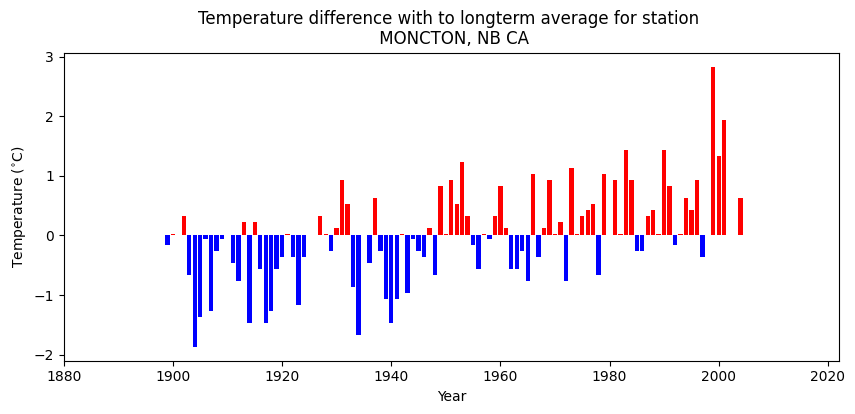 Temperature difference with to longterm average for station
MONCTON, NB CA
Temperature (°C)
3
2
1
0
−1
−2
1880 1900 1920 1940 1960 1980 2000 2020
Year